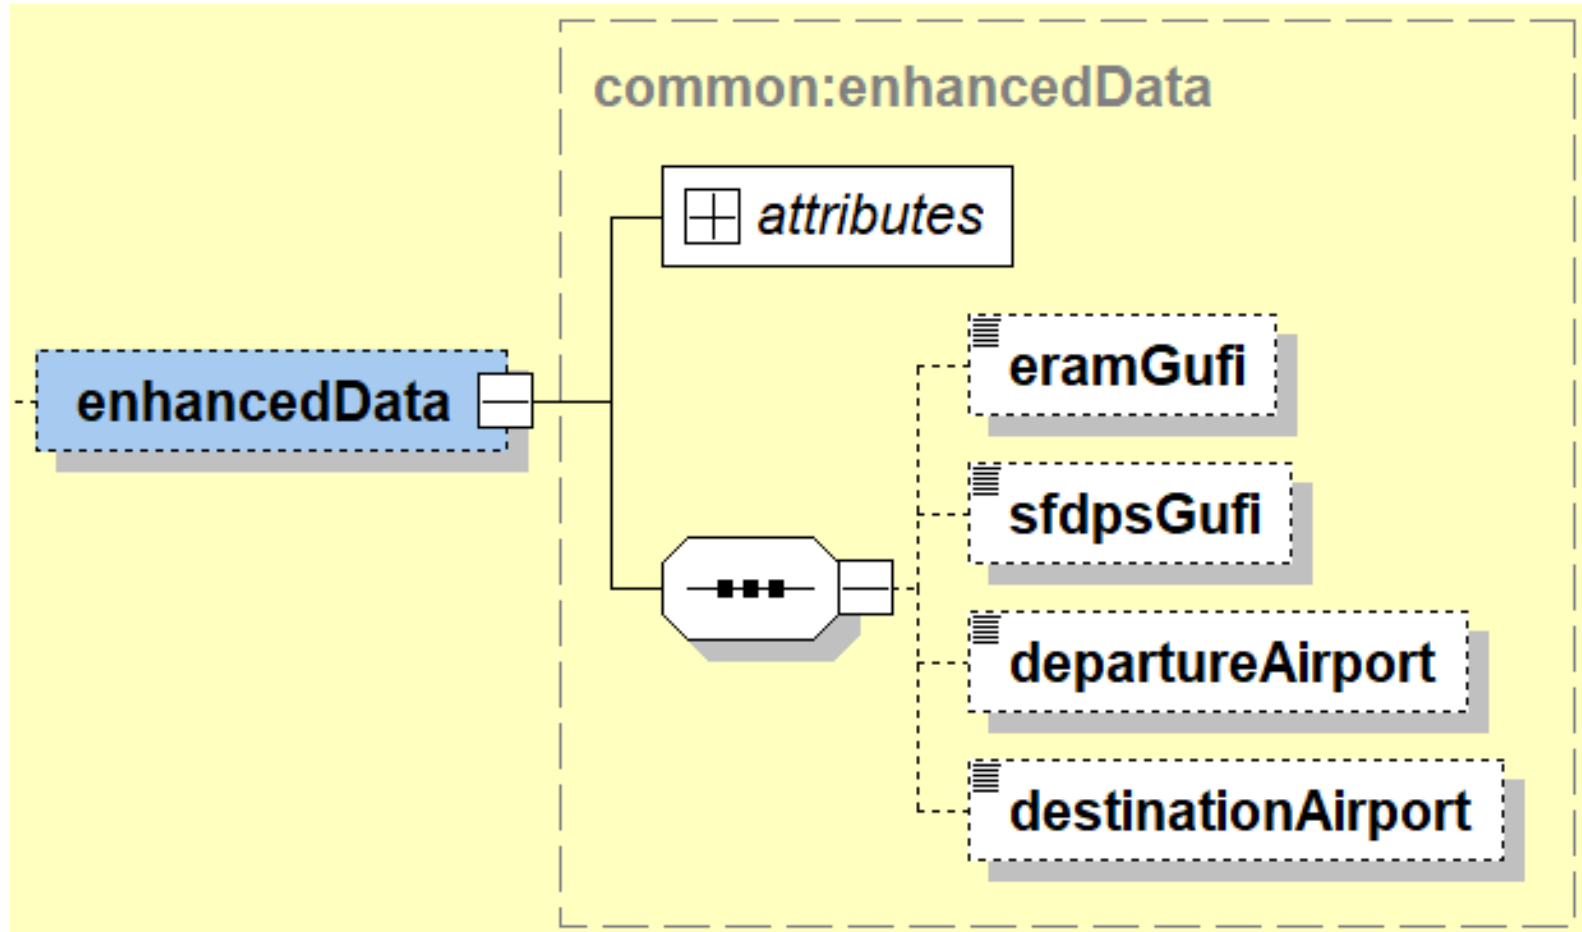 common:enhancedData
attributes
enhancedData
eramGufi
sfdpsGufi
departureAirport
destinationAirport